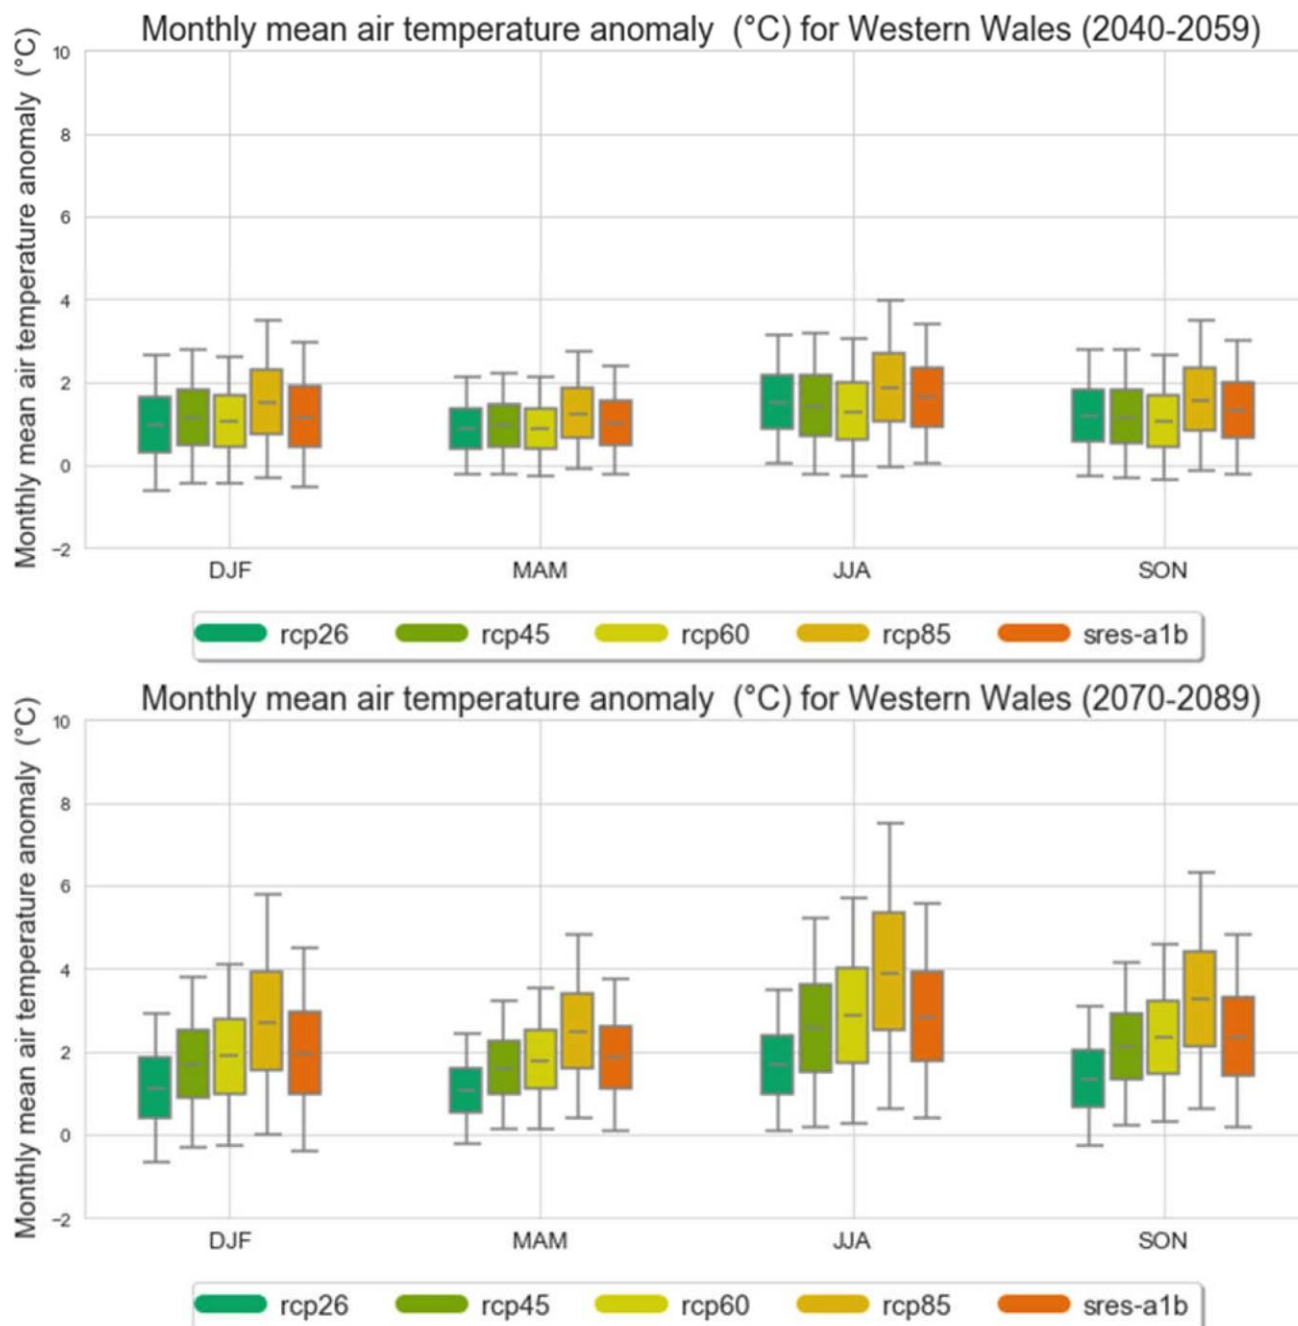 Monthly mean air temperature anomaly (°C) for Western Wales (2040-2059)
Monthly mean air temperature anomaly (°C)
10
8
6
4
2
0
−2
DJF MAM JJA SON
rcp26 rcp45 rcp60 rcp85 sres-a1b
Monthly mean air temperature anomaly (°C) for Western Wales (2070-2089)
Monthly mean air temperature anomaly (°C)
10
8
6
4
2
0
−2
DJF MAM JJA SON
rcp26 rcp45 rcp60 rcp85 sres-a1b